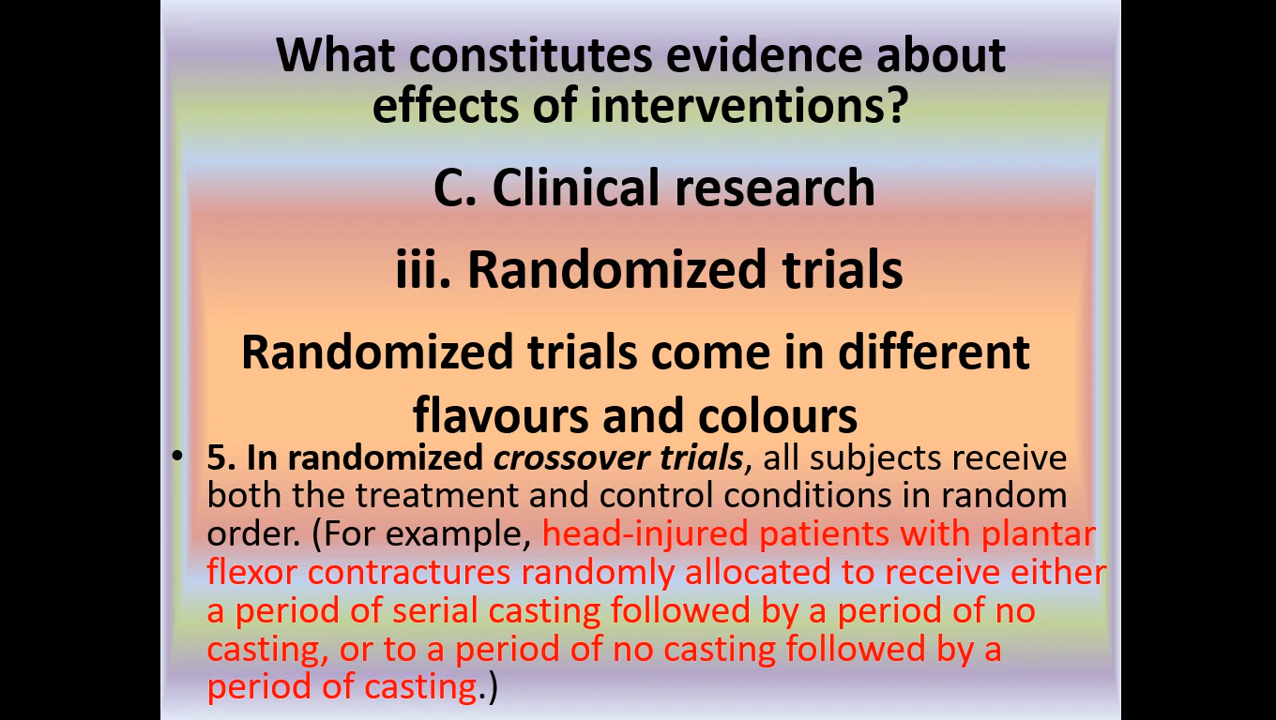 What constitutes evidence about
effects of interventions?
C. Clinical research
iii. Randomized trials
Randomized trials come in different
flavours and colours
• 5. In randomized crossover trials, all subjects receive
both the treatment and control conditions in random
order. (For example, head-injured patients with plantar
flexor contractures randomly allocated to receive either
a period of serial casting followed by a period of no
casting, or to a period of no casting followed by a
period of casting.)